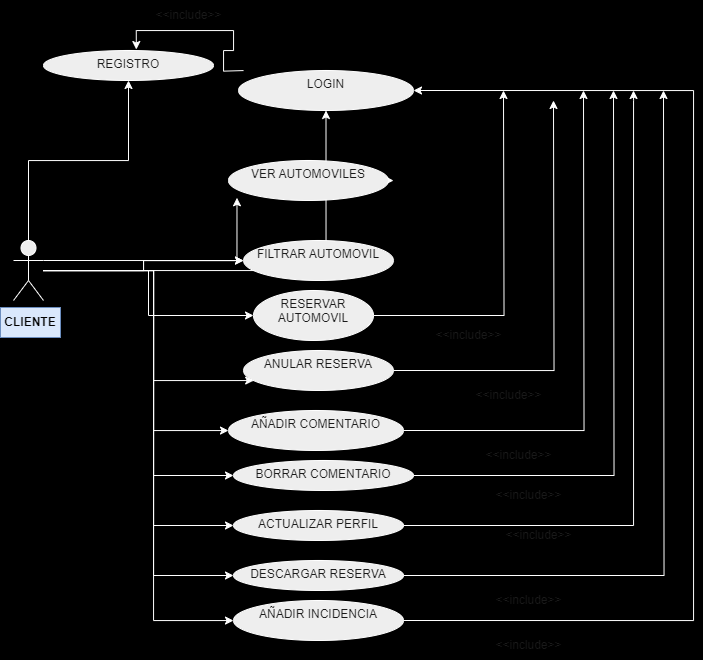 <<include>>
REGISTRO
LOGIN
VER AUTOMOVILES
FILTRAR AUTOMOVIL
CLIENTE
RESERVAR
AUTOMOVIL
<<include>>
ANULAR RESERVA
<<include>>
AÑADIR COMENTARIO
<<include>>
BORRAR COMENTARIO
<<include>>
ACTUALIZAR PERFIL
<<include>>
DESCARGAR RESERVA
<<include>>
AÑADIR INCIDENCIA
<<include>>